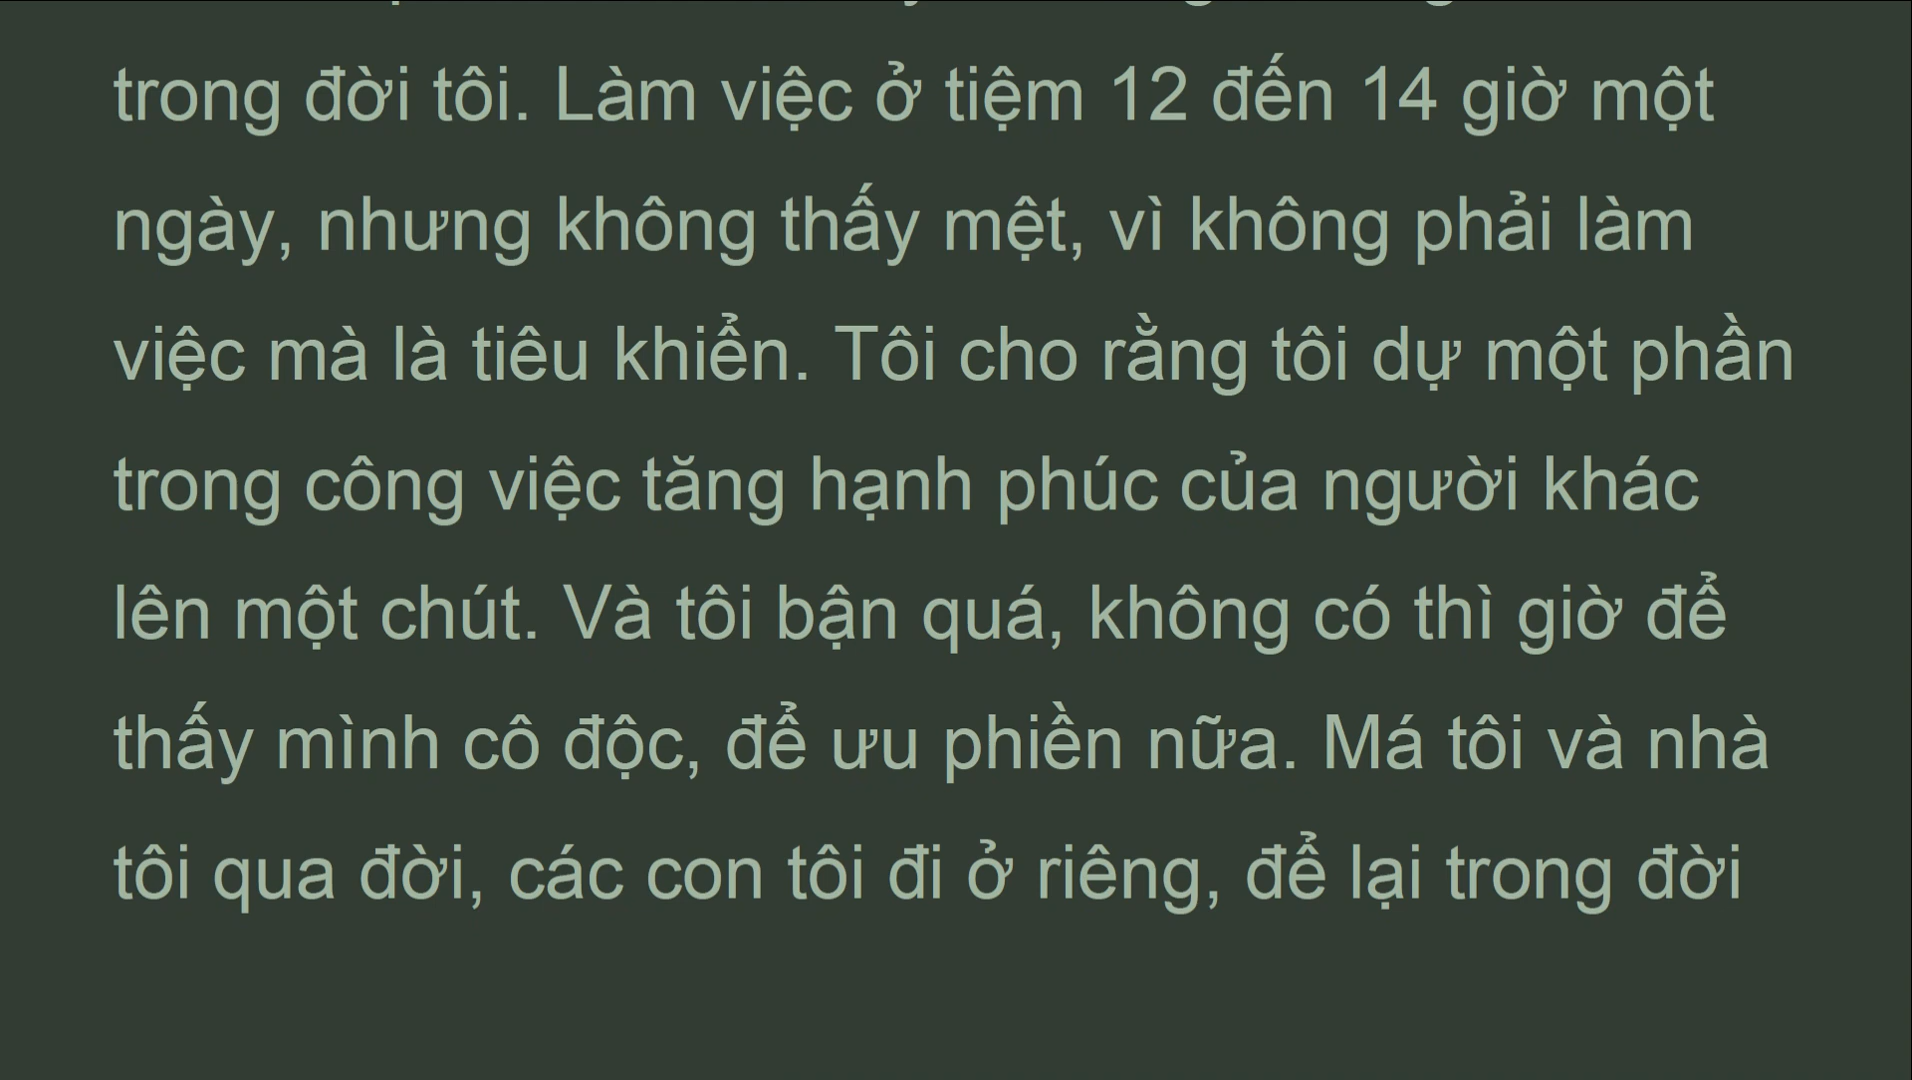 trong đời tôi. Làm việc ở tiệm 12 đến 14 giờ một
ngày, nhưng không thấy mệt, vì không phải làm
việc mà là tiêu khiển. Tôi cho rằng tôi dự một phần
trong công việc tăng hạnh phúc của người khác
lên một chút. Và tôi bận quá, không có thì giờ để
thấy mình cô độc, để ưu phiền nữa. Má tôi và nhà
tôi qua đời, các con tôi đi ở riêng, để lại trong đời